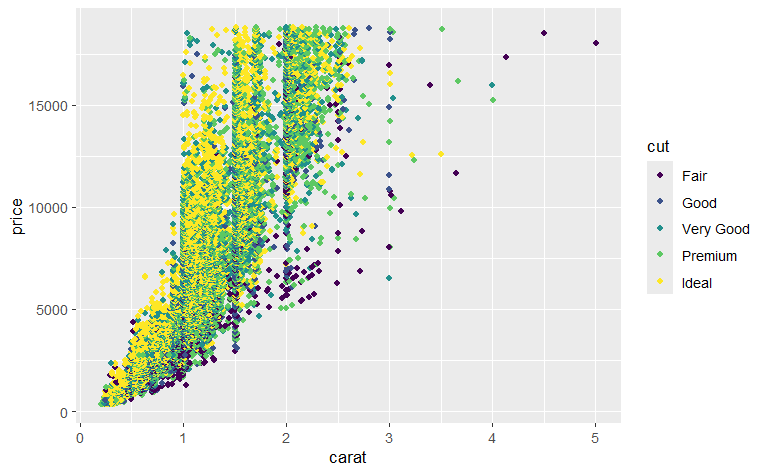 price
15000
10000
5000
0
0 1 2 3 4 5
carat
cut
Fair
Good
Very Good
Premium
Ideal